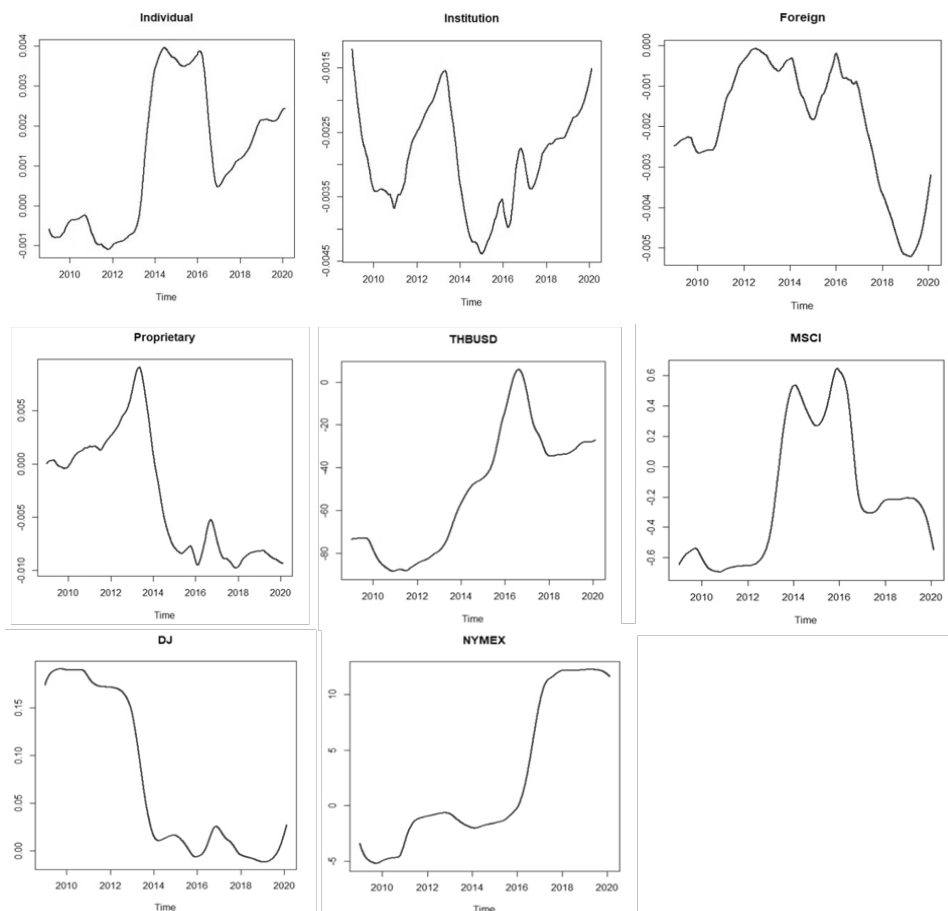 Individual
0.004
0.003
0.002
0.001
0.000
-0.001
2010 2012 2014 2016 2018 2020
Time
Institution
-0.0015
-0.0025
-0.0035
-0.0045
2010 2012 2014 2016 2018 2020
Time
Foreign
0.000
-0.001
-0.002
-0.003
-0.004
-0.005
2010 2012 2014 2016 2018 2020
Time
Proprietary
0.005
0.000
-0.005
-0.010
2010 2012 2014 2016 2018 2020
Time
THBUSD
0
-20
-40
-60
-80
2010 2012 2014 2016 2018 2020
Time
MSCI
0.6
0.4
0.2
0.0
-0.2
-0.4
-0.6
2010 2012 2014 2016 2018 2020
Time
DJ
0.15
0.10
0.05
0.00
2010 2012 2014 2016 2018 2020
Time
NYMEX
10
5
0
-5
2010 2012 2014 2016 2018 2020
Time